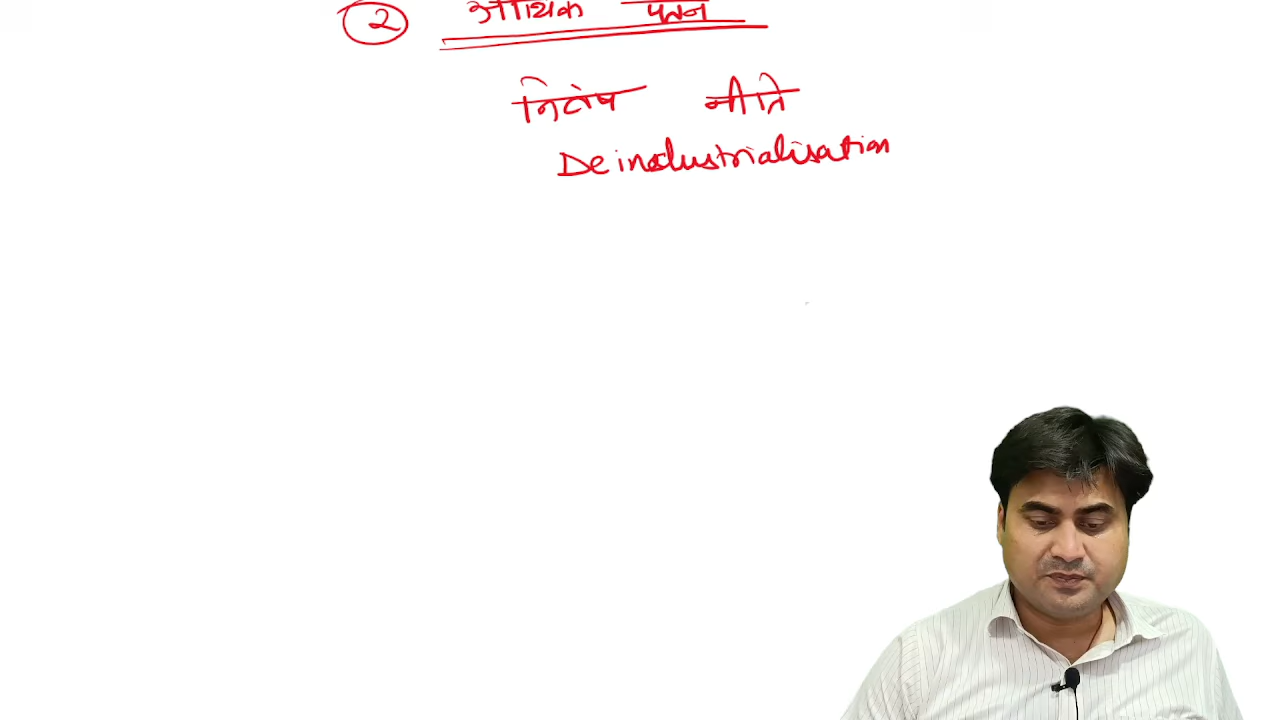 ② आर्थिक पतन
निर्बाध नीति
Deindustrialisation